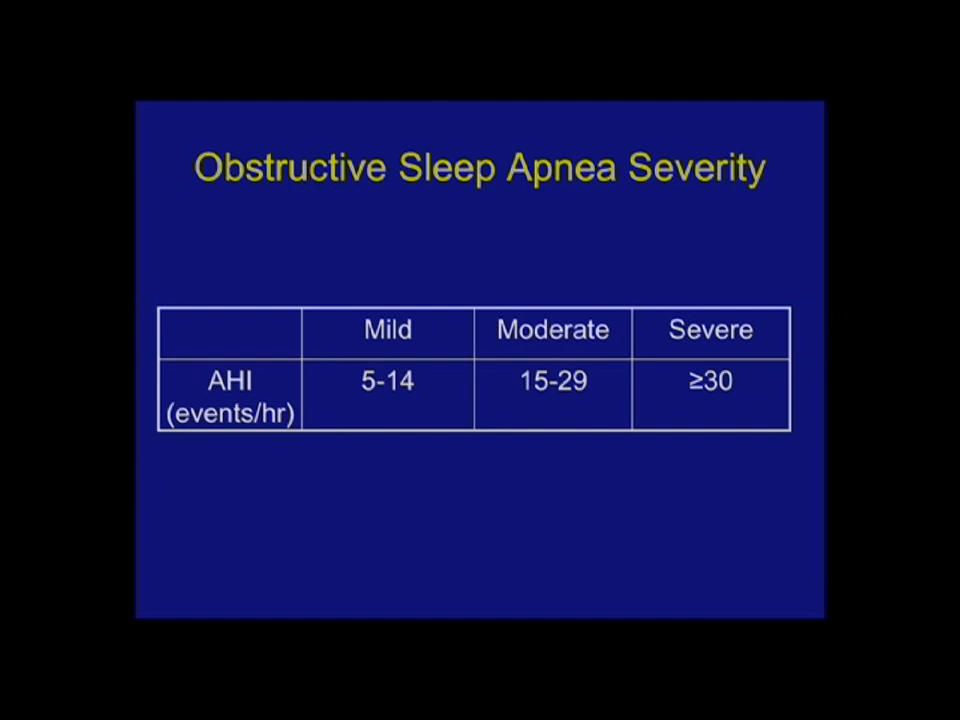 Obstructive Sleep Apnea Severity
Mild Moderate Severe
AHI 5-14 15-29 ≥30
(events/hr)